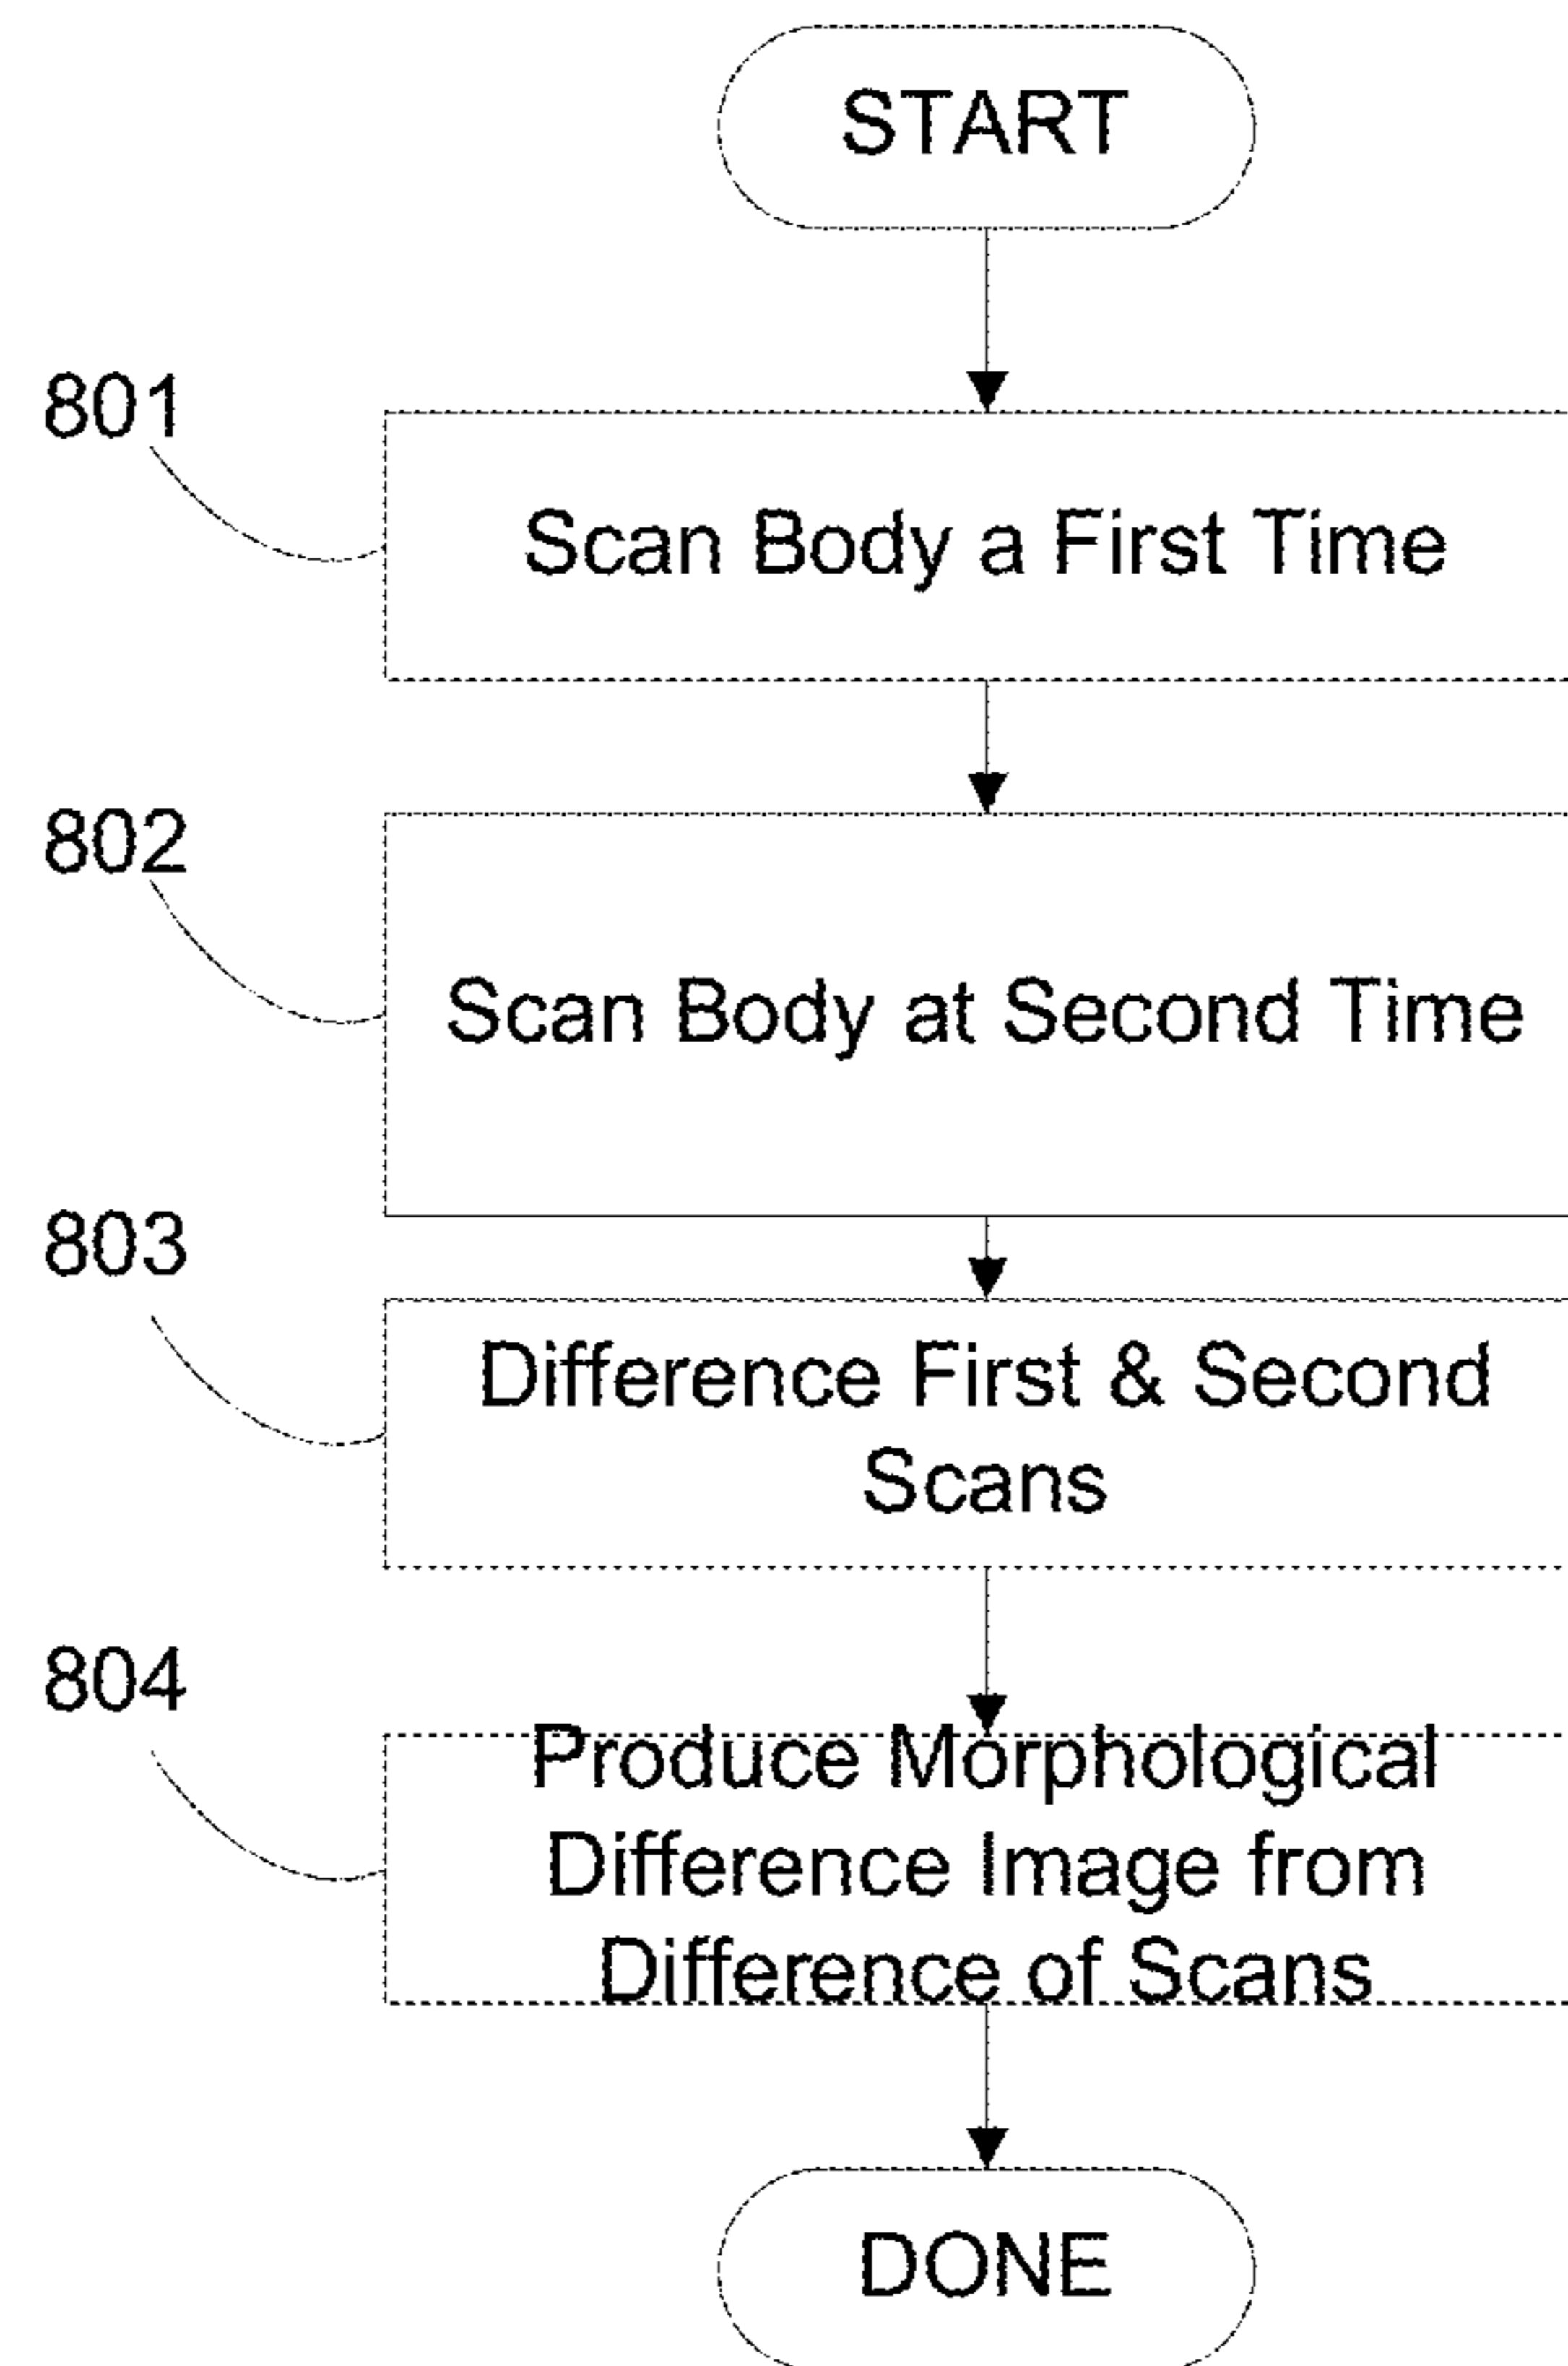 START
801
Scan Body a First Time
802
Scan Body at Second Time
803
Difference First & Second
Scans
804
Produce Morphological
Difference Image from
Difference of Scans
DONE